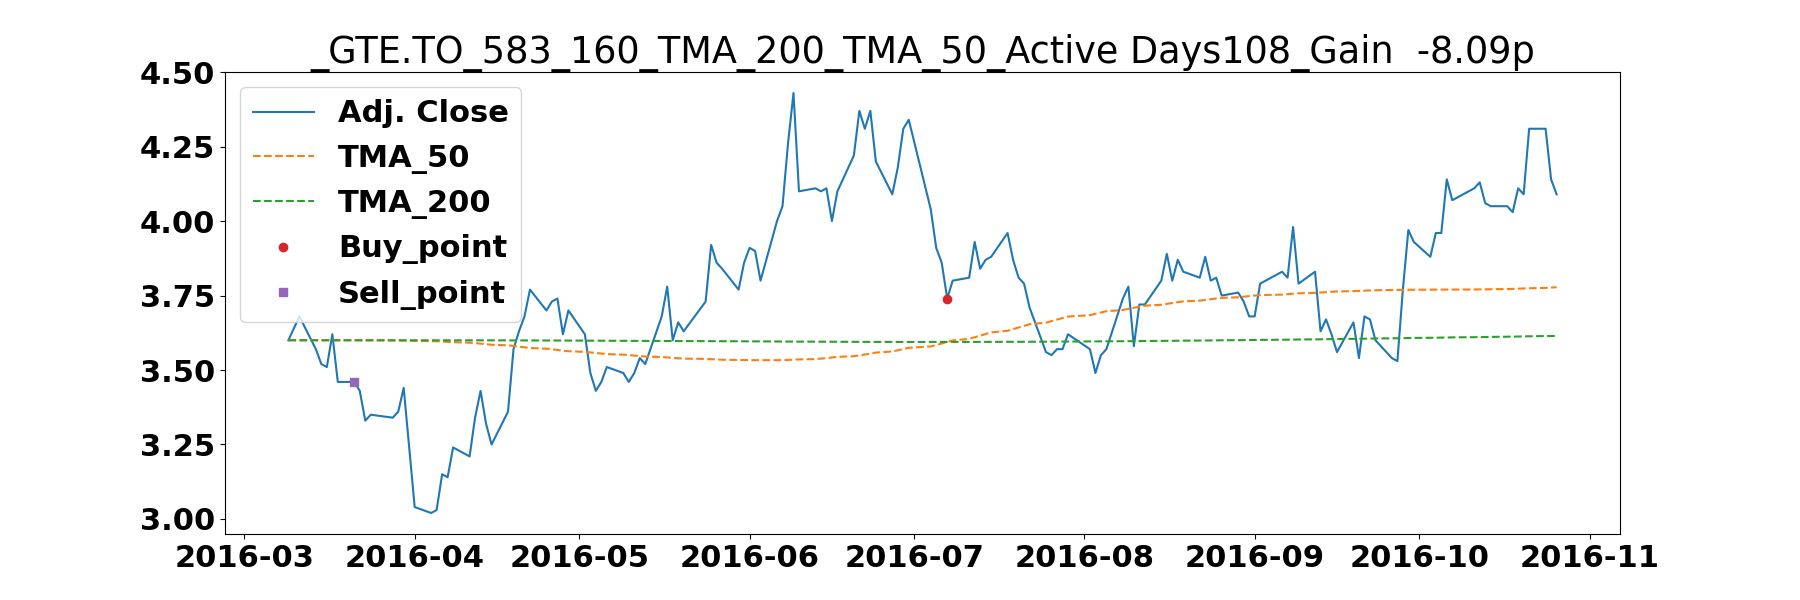 _GTE.TO_583_160_TMA_200_TMA_50_Active Days108_Gain  -8.09p
4.50
4.25
4.00
3.75
3.50
3.25
3.00
Adj. Close
TMA_50
TMA_200
Buy_point
Sell_point
2016-03 2016-04 2016-05 2016-06 2016-07 2016-08 2016-09 2016-10 2016-11